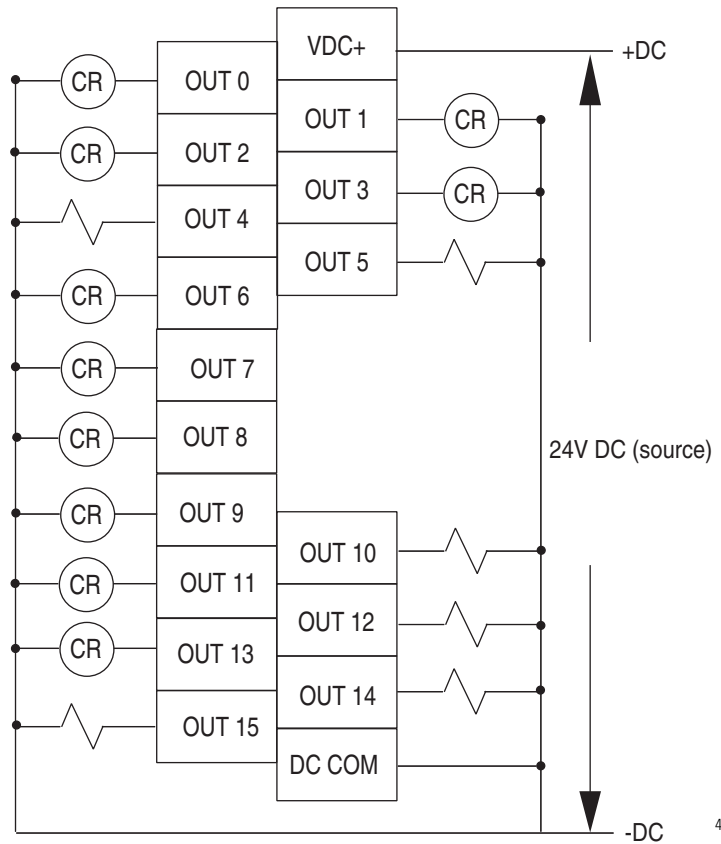 VDC+
+DC
CR
OUT 0
OUT 1
CR
CR
OUT 2
OUT 3
CR
OUT 4
OUT 5
CR
OUT 6
CR
OUT 7
CR
OUT 8
24V DC (source)
CR
OUT 9
OUT 10
CR
OUT 11
OUT 12
CR
OUT 13
OUT 14
OUT 15
DC COM
-DC
4